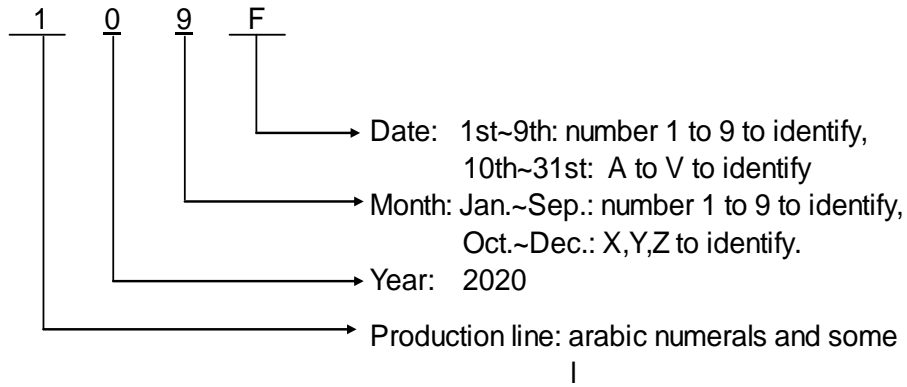 1 0 9 F
Date: 1st~9th: number 1 to 9 to identify,
10th~31st: A to V to identify
Month: Jan.~Sep.: number 1 to 9 to identify,
Oct.~Dec.: X,Y,Z to identify.
Year: 2020
Production line: arabic numerals and some